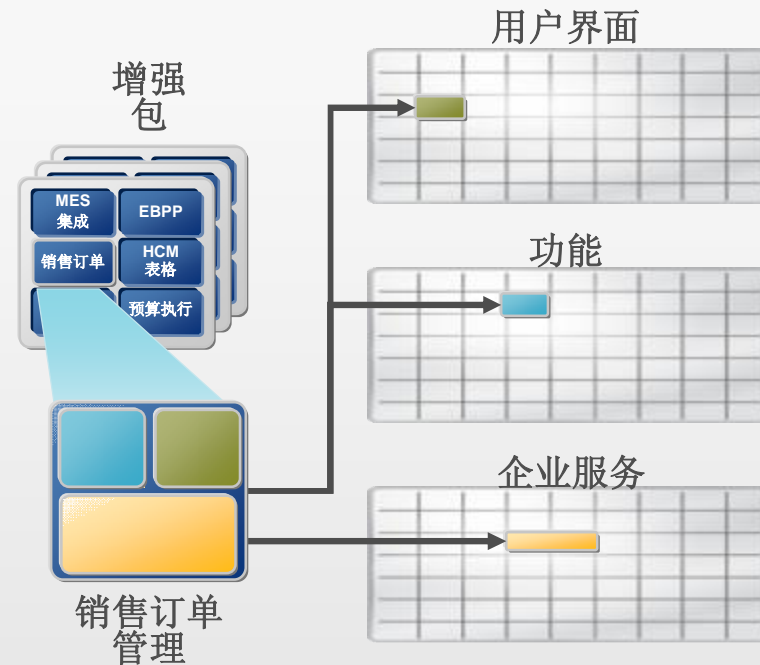 用户界面
增强
包
MES
集成
EBPP
销售订单
HCM
表格
预算执行
功能
企业服务
销售订单
管理